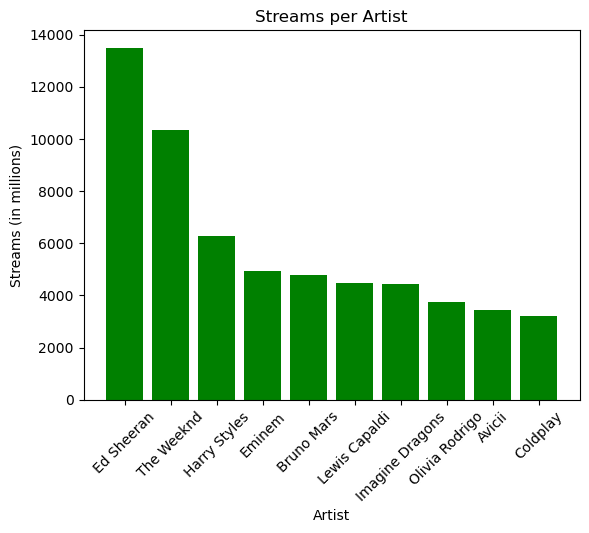 Streams per Artist
14000
12000
10000
8000
6000
4000
2000
0
Streams (in millions)
Ed Sheeran
The Weeknd
Harry Styles
Eminem
Bruno Mars
Lewis Capaldi
Imagine Dragons
Olivia Rodrigo
Avicii
Coldplay
Artist